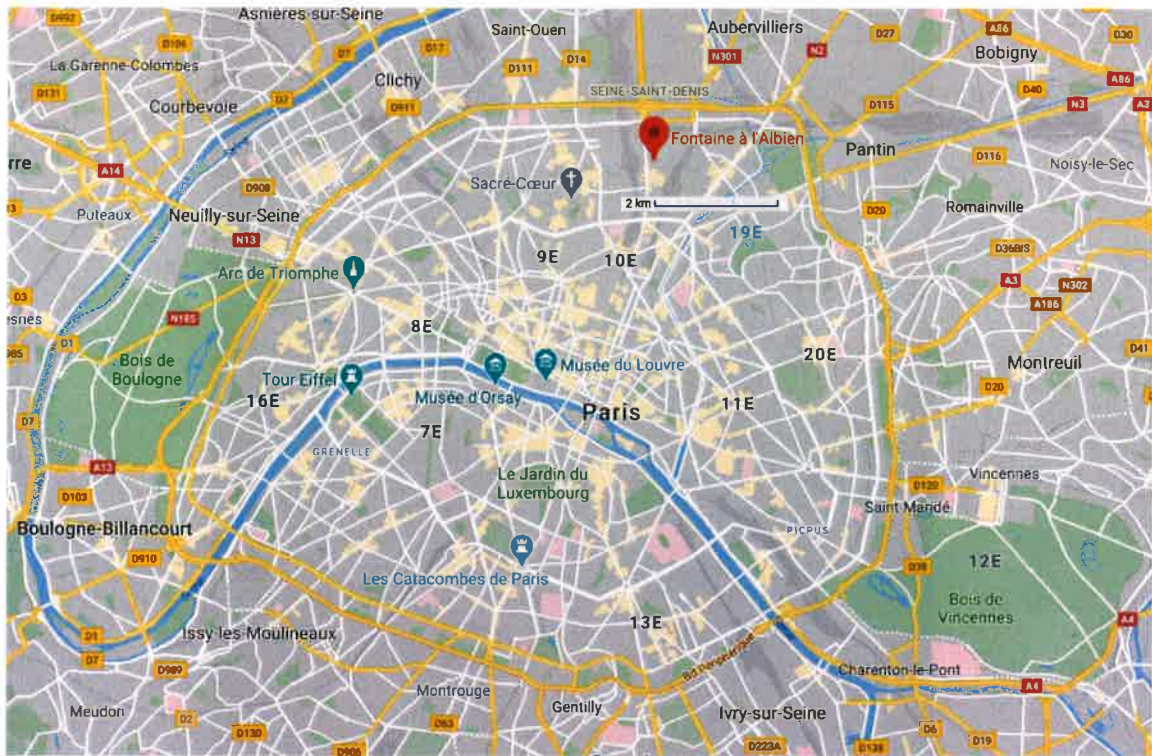 D992
Asnières-sur-Seine
D106
D7
D17
Saint-Ouen
D14
Aubervilliers
N301
N2
D27
A86
D30
Bobigny
La Garenne-Colombes
Clichy
D111
A86
D131
Courbevoie
D2
D911
SEINE-SAINT-DENIS
D115
D40
N3
Fontaine à l'Albien
Pantin
D116
Noisy-le-Sec
A14
D908
Sacré-Cœur
2 km
Puteaux
Neuilly-sur-Seine
D20
Romainville
N13
19E
D36BIS
9E
10E
Arc de Triomphe
A3
N302
A186
D3
N185
8E
D1
Bois de
Boulogne
20E
Montreuil
D41
Tour Eiffel
Musée du Louvre
16E
Musée d'Orsay
Paris
11E
D20
D7
7E
GRENELLE
A13
Le Jardin du
Luxembourg
Vincennes
D103
D120
Saint Mandé
Boulogne-Billancourt
PICPUS
D910
Les Catacombes de Paris
12E
D38
Bois de
Vincennes
13E
D1
Issy-les-Moulineaux
Bd Périphérique
A4
D7
D989
Charenton-le-Pont
A4
Montrouge
Gentilly
Ivry-sur-Seine
Meudon
D2
D130
D63
D906
D223A
D138
D6
D19